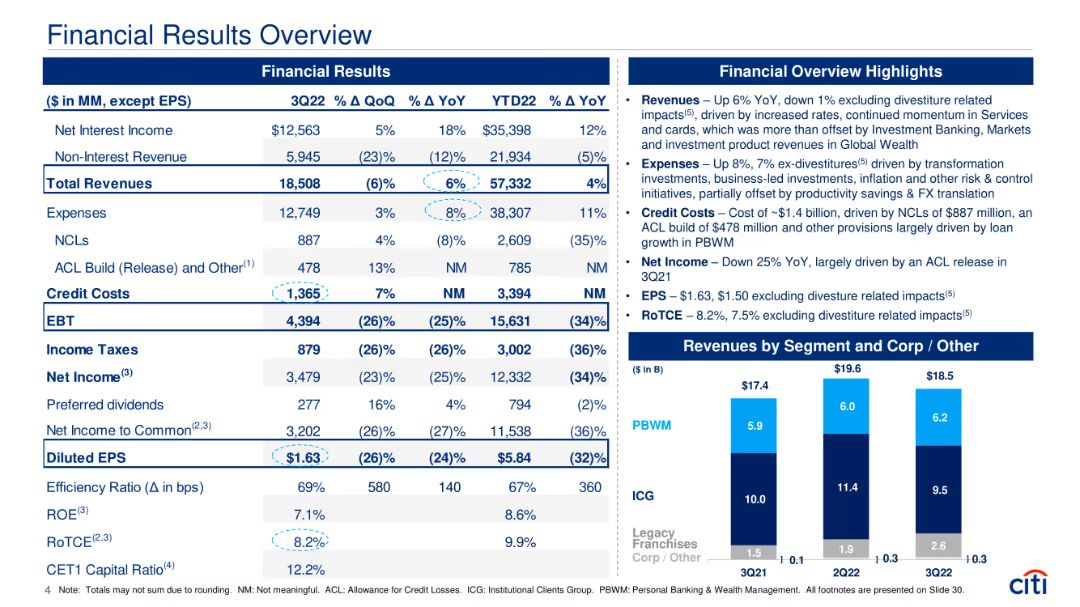 Financial Results Overview
Financial Results
($ in MM, except EPS) 3Q22 % Δ QoQ % Δ YoY YTD22 % Δ YoY
Net Interest Income $12,563 5% 18% $35,398 12%
Non-Interest Revenue 5,945 (23)% (12)% 21,934 (5)%
Total Revenues 18,508 (6)% 6% 57,332 4%
Expenses 12,749 3% 8% 38,307 11%
NCLs 887 4% (8)% 2,609 (35)%
ACL Build (Release) and Other(1) 478 13% NM 785 NM
Credit Costs 1,365 7% NM 3,394 NM
EBT 4,394 (26)% (25)% 15,631 (34)%
Income Taxes 879 (26)% (26)% 3,002 (36)%
Net Income(3) 3,479 (23)% (25)% 12,332 (34)%
Preferred dividends 277 16% 4% 794 (2)%
Net Income to Common(2,3) 3,202 (26)% (27)% 11,538 (36)%
Diluted EPS $1.63 (26)% (24)% $5.84 (32)%
Efficiency Ratio (Δ in bps) 69% 580 140 67% 360
ROE(3) 7.1% 8.6%
RoTCE(2,3) 8.2% 9.9%
CET1 Capital Ratio(4) 12.2%
Financial Overview Highlights
• Revenues – Up 6% YoY, down 1% excluding divestiture related
impacts(5), driven by increased rates, continued momentum in Services
and cards, which was more than offset by Investment Banking, Markets
and investment product revenues in Global Wealth
• Expenses – Up 8%, 7% ex-divestitures(5) driven by transformation
investments, business-led investments, inflation and other risk & control
initiatives, partially offset by productivity savings & FX translation
• Credit Costs – Cost of ~$1.4 billion, driven by NCLs of $887 million, an
ACL build of $478 million and other provisions largely driven by loan
growth in PBWM
• Net Income – Down 25% YoY, largely driven by an ACL release in
3Q21
• EPS – $1.63, $1.50 excluding divesture related impacts(5)
• RoTCE – 8.2%, 7.5% excluding divestiture related impacts(5)
Revenues by Segment and Corp / Other
($ in B)
$17.4 $19.6 $18.5
PBWM 5.9 6.0 6.2
ICG 10.0 11.4 9.5
Legacy
Franchises 1.5 1.9 2.6
Corp / Other 0.1 0.3 0.3
3Q21 2Q22 3Q22
4 Note: Totals may not sum due to rounding. NM: Not meaningful. ACL: Allowance for Credit Losses. ICG: Institutional Clients Group. PBWM: Personal Banking & Wealth Management. All footnotes are presented on Slide 30.
citi